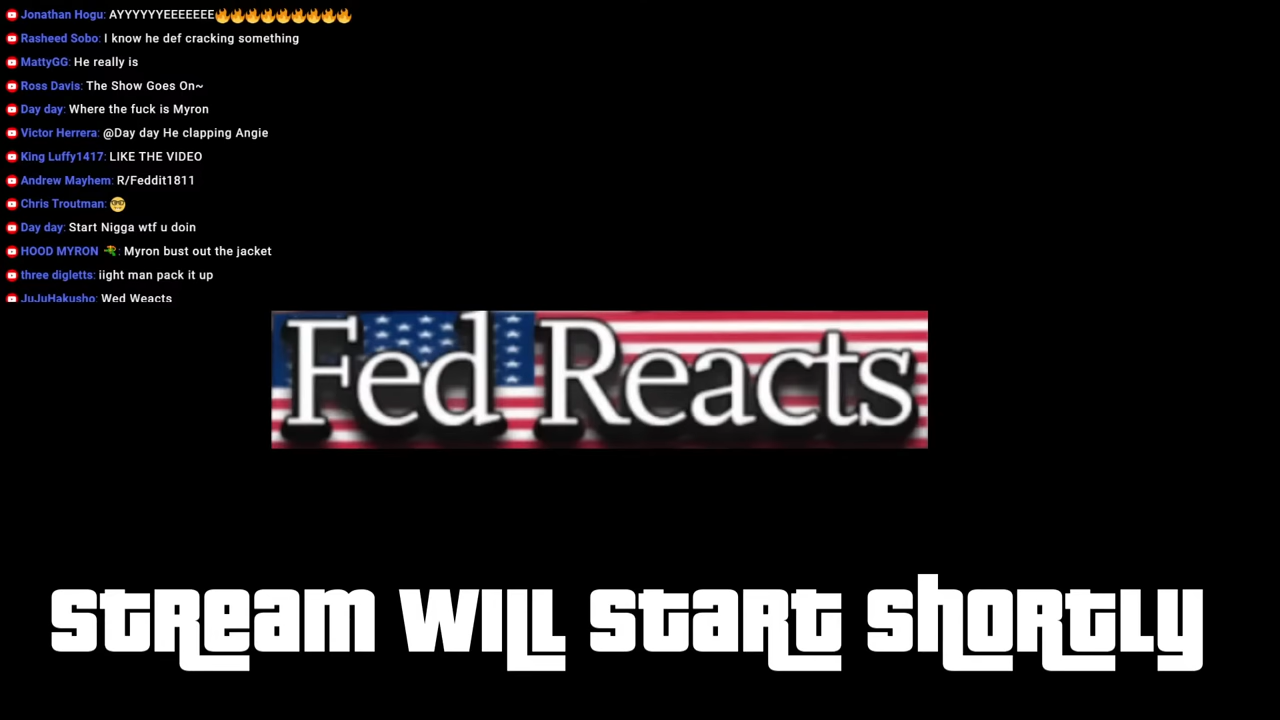 Jonathan Hogu: AYYYYYYEEEEEEE🔥🔥🔥🔥🔥🔥🔥🔥🔥
Rasheed Sobo: I know he def cracking something
MattyGG: He really is
Ross Davis: The Show Goes On~
Day day: Where the fuck is Myron
Victor Herrera: @Day day He clapping Angie
King Luffy1417: LIKE THE VIDEO
Andrew Mayhem: R/Feddit1811
Chris Troutman: 🤓
Day day: Start Nigga wtf u doin
HOOD MYRON 🧟‍♂️: Myron bust out the jacket
three digletts: iight man pack it up
JuJuHakusho: Wed Weacts
Fed Reacts
Stream will start shortly